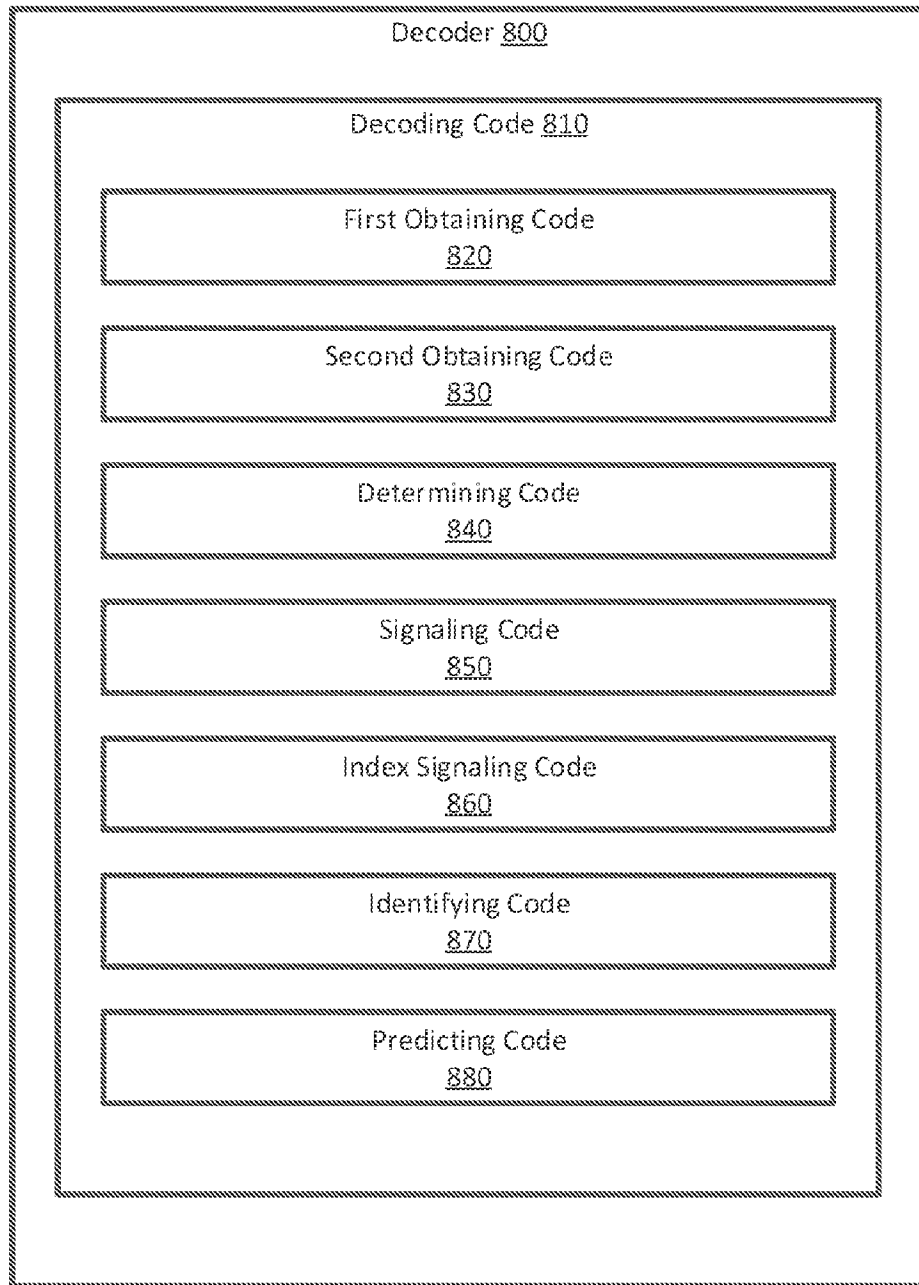 Decoder 800
Decoding Code 810
First Obtaining Code
820
Second Obtaining Code
830
Determining Code
840
Signaling Code
850
Index Signaling Code
860
Identifying Code
870
Predicting Code
880